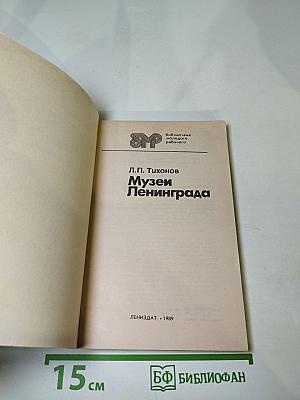 БМР
библиотека
молодого
рабочего
Л.П. Тихонов
Музеи
Ленинграда
ЛЕНИЗДАТ • 1989
15 см
БФ БИБЛИОФАН